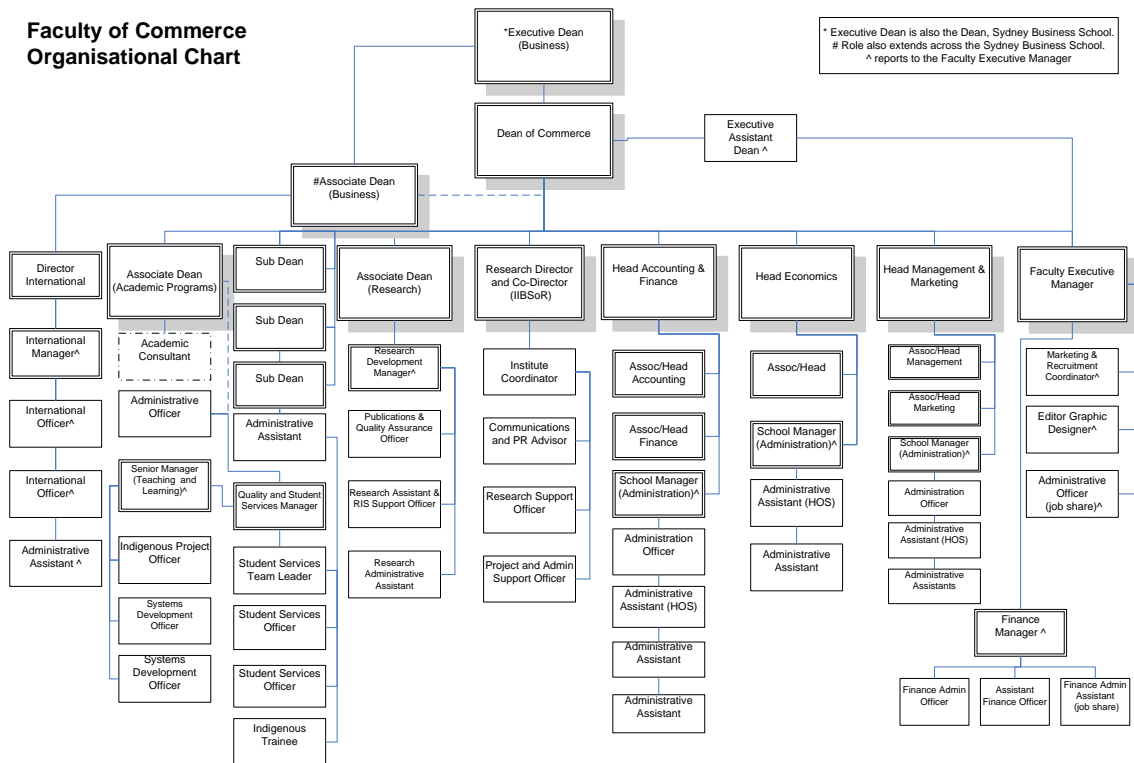 Faculty of Commerce
Organisational Chart
*Executive Dean
(Business)
* Executive Dean is also the Dean, Sydney Business School.
# Role also extends across the Sydney Business School.
^ reports to the Faculty Executive Manager
Dean of Commerce
Executive
Assistant
Dean ^
#Associate Dean
(Business)
Director
International
International
Manager^
International
Officer^
International
Officer^
Administrative
Assistant ^
Associate Dean
(Academic Programs)
Academic
Consultant
Administrative
Officer
Senior Manager
(Teaching and
Learning)^
Indigenous Project
Officer
Systems
Development
Officer
Systems
Development
Officer
Sub Dean
Sub Dean
Sub Dean
Administrative
Assistant
Quality and Student
Services Manager
Student Services
Team Leader
Student Services
Officer
Student Services
Officer
Indigenous
Trainee
Associate Dean
(Research)
Research
Development
Manager^
Publications &
Quality Assurance
Officer
Research Assistant &
RIS Support Officer
Research
Administrative
Assistant
Research Director
and Co-Director
(IIBSoR)
Institute
Coordinator
Communications
and PR Advisor
Research Support
Officer
Project and Admin
Support Officer
Head Accounting &
Finance
Assoc/Head
Accounting
Assoc/Head
Finance
School Manager
(Administration)^
Administration
Officer
Administrative
Assistant (HOS)
Administrative
Assistant
Administrative
Assistant
Head Economics
Assoc/Head
School Manager
(Administration)^
Administrative
Assistant (HOS)
Administrative
Assistant
Head Management &
Marketing
Assoc/Head
Management
Assoc/Head
Marketing
School Manager
(Administration)^
Administration
Officer
Administrative
Assistant (HOS)
Administrative
Assistants
Faculty Executive
Manager
Marketing &
Recruitment
Coordinator^
Editor Graphic
Designer^
Administrative
Officer
(job share)^
Finance
Manager ^
Finance Admin
Officer
Assistant
Finance Officer
Finance Admin
Assistant
(job share)